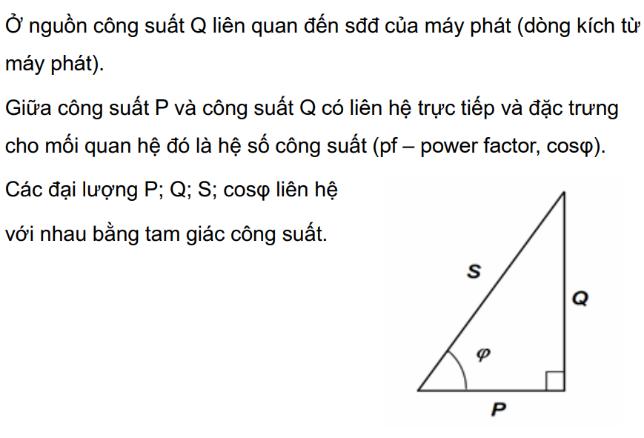 Ở nguồn công suất Q liên quan đến sđđ của máy phát (dòng kích từ
máy phát).
Giữa công suất P và công suất Q có liên hệ trực tiếp và đặc trưng
cho mối quan hệ đó là hệ số công suất (pf – power factor, cosφ).
Các đại lượng P; Q; S; cosφ liên hệ
với nhau bằng tam giác công suất.
S
Q
φ
P